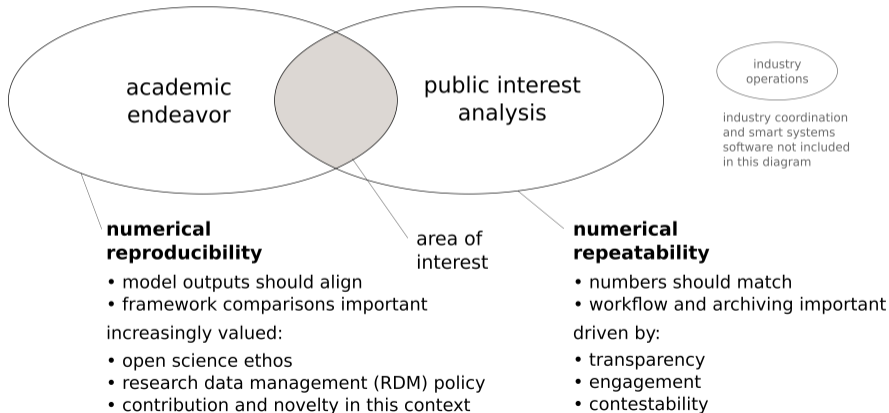 academic
endeavor
public interest
analysis
industry
operations
industry coordination
and smart systems
software not included
in this diagram
area of
interest
numerical
reproducibility
• model outputs should align
• framework comparisons important
increasingly valued:
• open science ethos
• research data management (RDM) policy
• contribution and novelty in this context
numerical
repeatability
• numbers should match
• workflow and archiving important
driven by:
• transparency
• engagement
• contestability